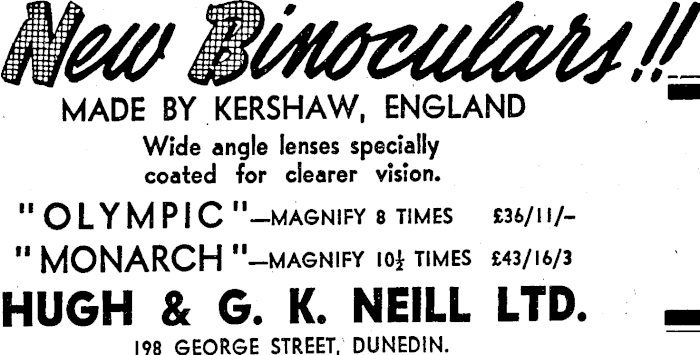 New Binoculars!!
MADE BY KERSHAW, ENGLAND
Wide angle lenses specially
coated for clearer vision.
"OLYMPIC"—MAGNIFY 8 TIMES £36/11/-
"MONARCH"—MAGNIFY 10½ TIMES £43/16/3
HUGH & G. K. NEILL LTD.
198 GEORGE STREET, DUNEDIN.